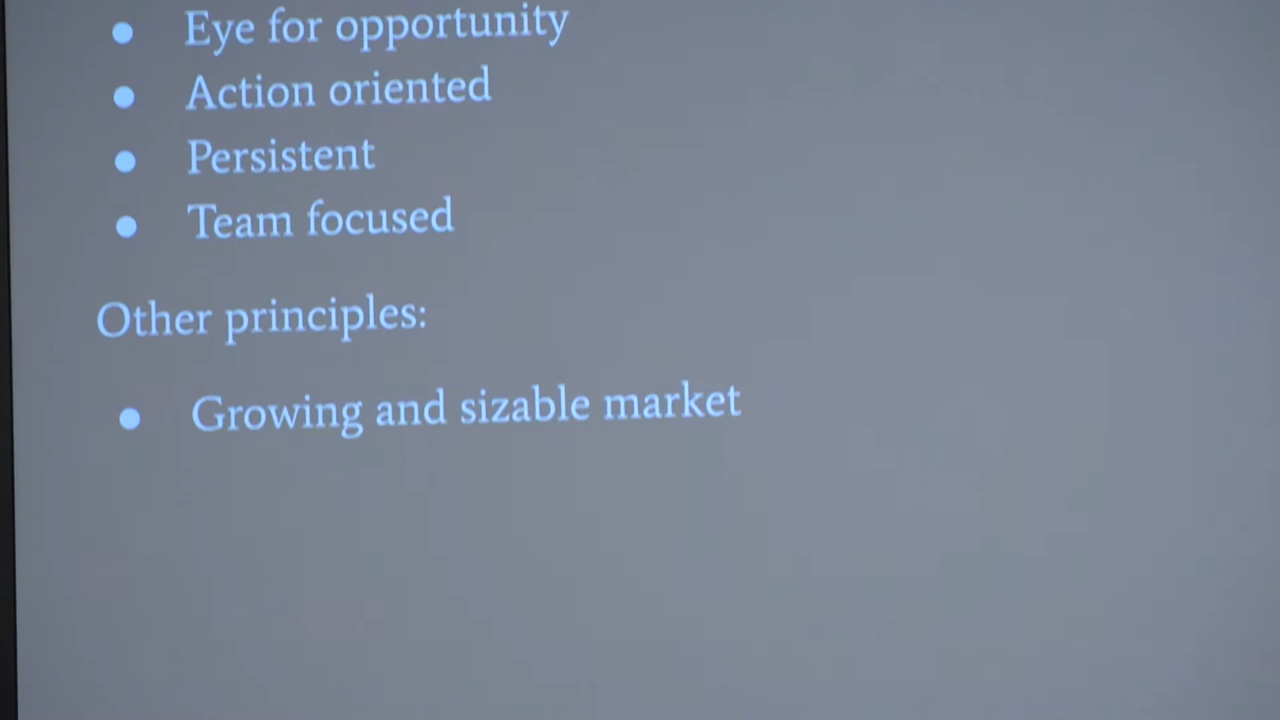 ● Eye for opportunity
● Action oriented
● Persistent
● Team focused
Other principles:
● Growing and sizable market